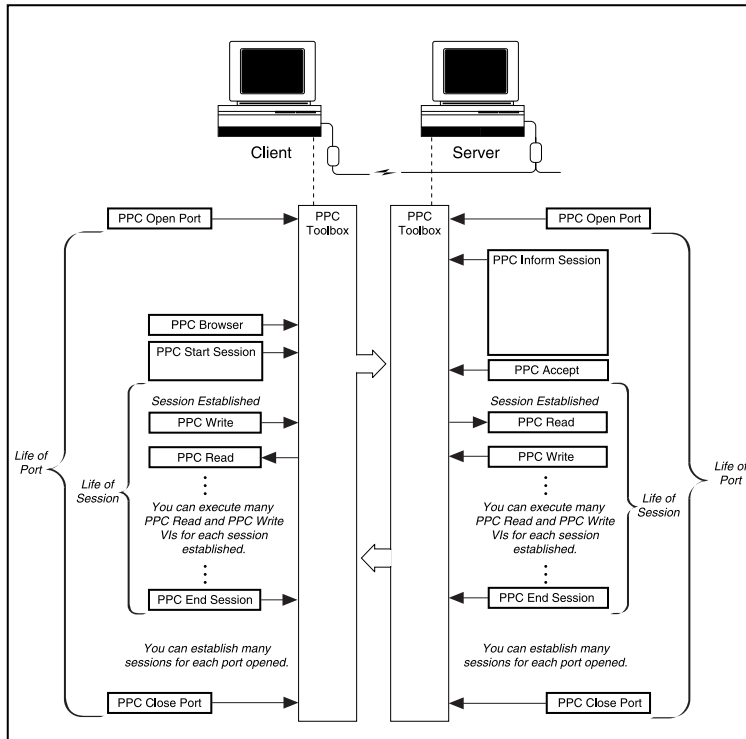 Client
Server
PPC Open Port
PPC
Toolbox
PPC
Toolbox
PPC Open Port
PPC Inform Session
PPC Browser
PPC Start Session
PPC Accept
Session Established
Session Established
PPC Write
PPC Read
PPC Read
PPC Write
Life of
Port
Life of
Session
You can execute many
PPC Read and PPC Write
VIs for each session
established.
You can execute many
PPC Read and PPC Write
VIs for each session
established.
Life of
Session
Life of
Port
PPC End Session
PPC End Session
You can establish many
sessions for each port opened.
You can establish many
sessions for each port opened.
PPC Close Port
PPC Close Port